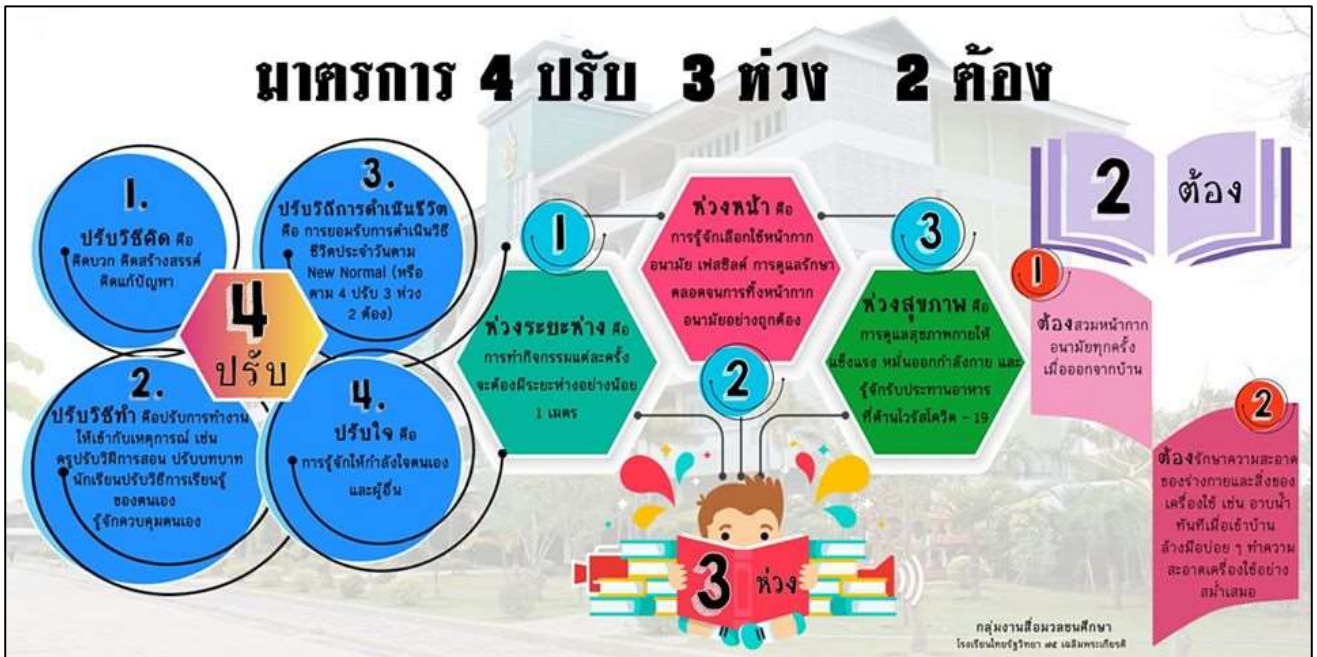 มาตรการ 4 ปรับ 3 ห่วง 2 ต้อง
1.
ปรับวิธีคิด คือ
คิดบวก คิดสร้างสรรค์
คิดแก้ปัญหา
2.
ปรับวิธีทำ คือปรับการทำงาน
ให้เข้ากับเหตุการณ์ เช่น
ครูปรับวิธีการสอน ปรับบทบาท
นักเรียนปรับวิธีการเรียนรู้
ของตนเอง
รู้จักควบคุมตนเอง
3.
ปรับวิถีการดำเนินชีวิต
คือ การยอมรับการดำเนินวิธี
ชีวิตประจำวันตาม
New Normal (หรือ
ตาม 4 ปรับ 3 ห่วง
2 ต้อง)
4.
ปรับใจ คือ
การรู้จักให้กำลังใจตนเอง
และผู้อื่น
4
ปรับ
1
ห่วงระยะห่าง คือ
การทำกิจกรรมแต่ละครั้ง
จะต้องมีระยะห่างอย่างน้อย
1 เมตร
ห่วงหน้า คือ
การรู้จักเลือกใช้หน้ากาก
อนามัย เฟสชิลด์ การดูแลรักษา
ตลอดจนการทิ้งหน้ากาก
อนามัยอย่างถูกต้อง
2
3
ห่วงสุขภาพ คือ
การดูแลสุขภาพกายให้
แข็งแรง หมั่นออกกำลังกาย และ
รู้จักรับประทานอาหาร
ที่ต้านไวรัสโควิด - 19
3 ห่วง
2 ต้อง
1
ต้องสวมหน้ากาก
อนามัยทุกครั้ง
เมื่อออกจากบ้าน
2
ต้องรักษาความสะอาด
ของร่างกายและสิ่งของ
เครื่องใช้ เช่น อาบน้ำ
ทันทีเมื่อเข้าบ้าน
ล้างมือบ่อย ๆ ทำความ
สะอาดเครื่องใช้อย่าง
สม่ำเสมอ
กลุ่มงานสื่อมวลชนศึกษา
โรงเรียนไทยรัฐวิทยา ๗๕ เฉลิมพระเกียรติ